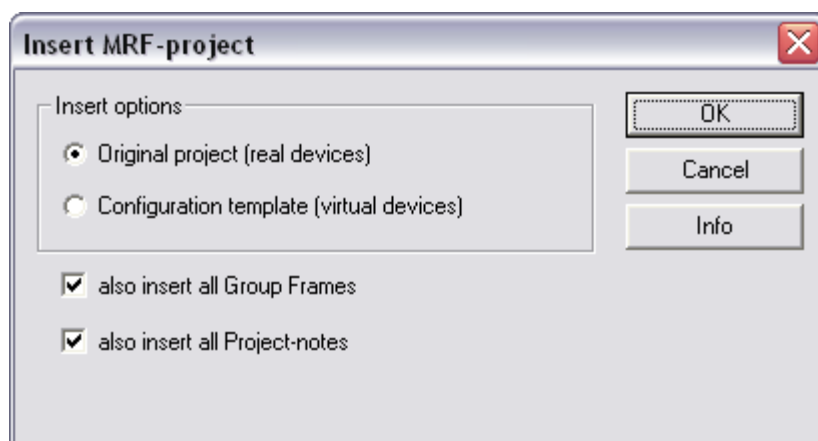 Insert MRF-project
Insert options
Original project (real devices)
Configuration template (virtual devices)
also insert all Group Frames
also insert all Project-notes
OK
Cancel
Info